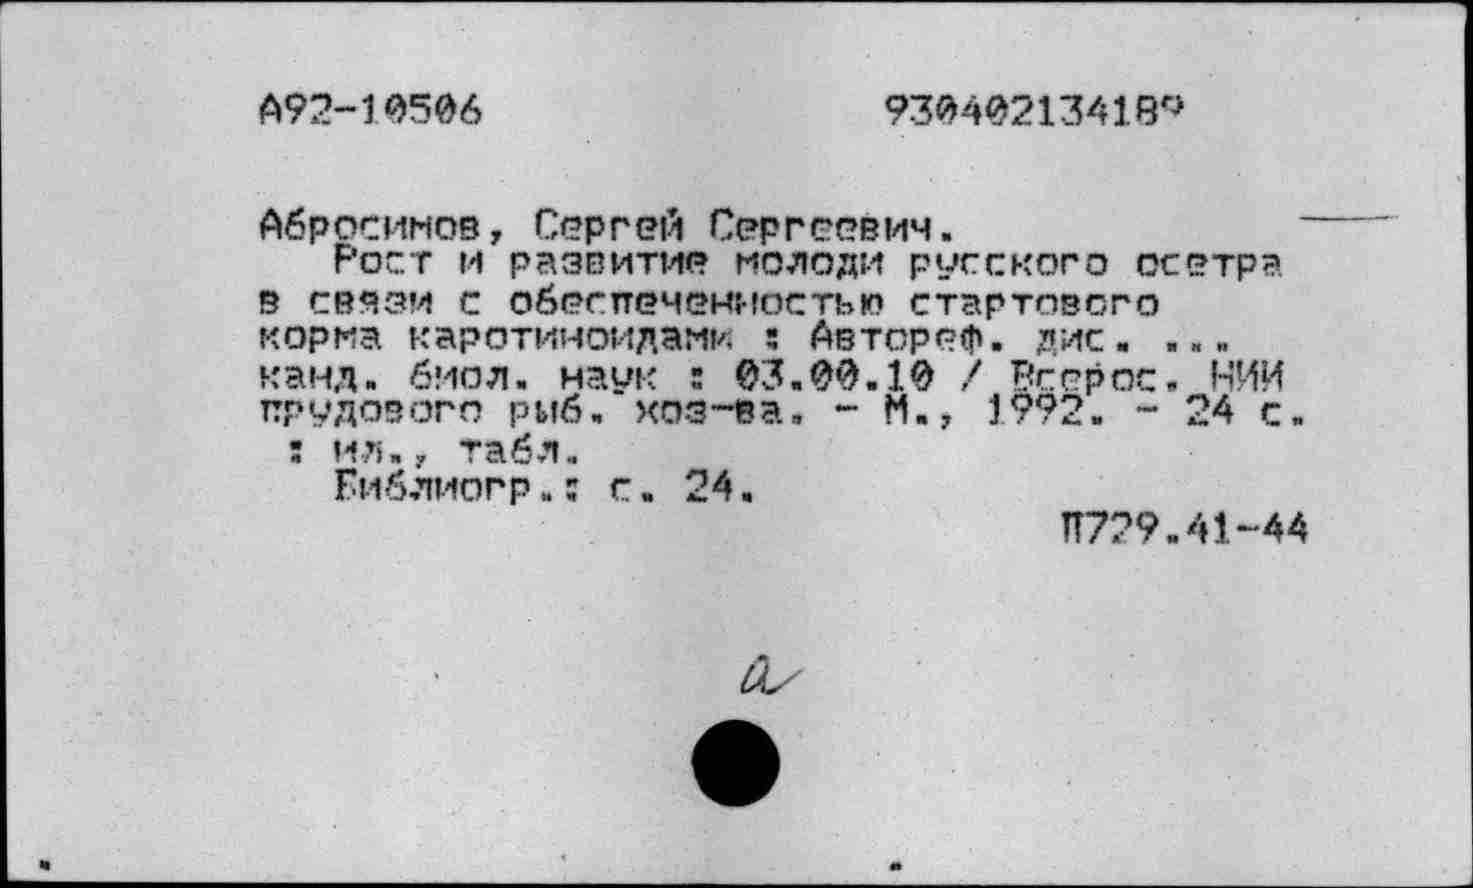 А92-10506 930402134189
Абросимов, Сергей Сергеевич.
Рост и развитие молоди русского осетра
в связи с обеспеченностью стартового
корма каротиноидами : Автореф. дис. ...
канд. биол. наук : 03.00.10 / Всерос. НИИ
прудового рыб. хоз-ва. - М., 1992. - 24 с.
: ил., табл.
Библиогр.: с. 24.
П729.41-44